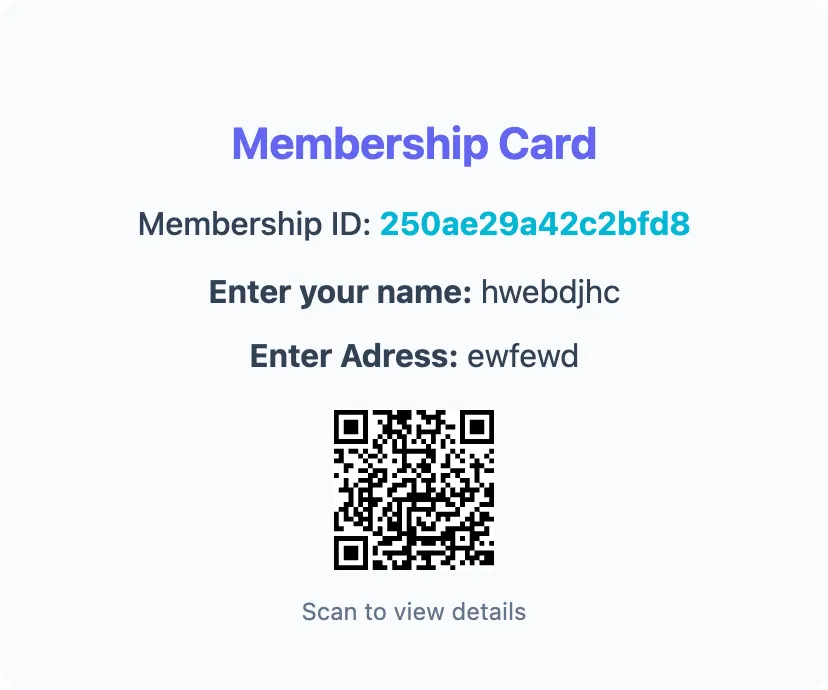 Membership Card
Membership ID: 250ae29a42c2bfd8
Enter your name: hwebdjhc
Enter Adress: ewfewd
Scan to view details